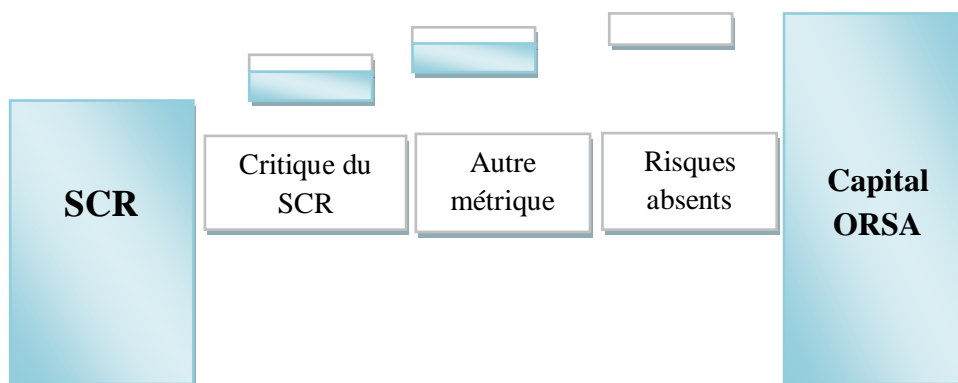 SCR
Critique du
SCR
Autre
métrique
Risques
absents
Capital
ORSA